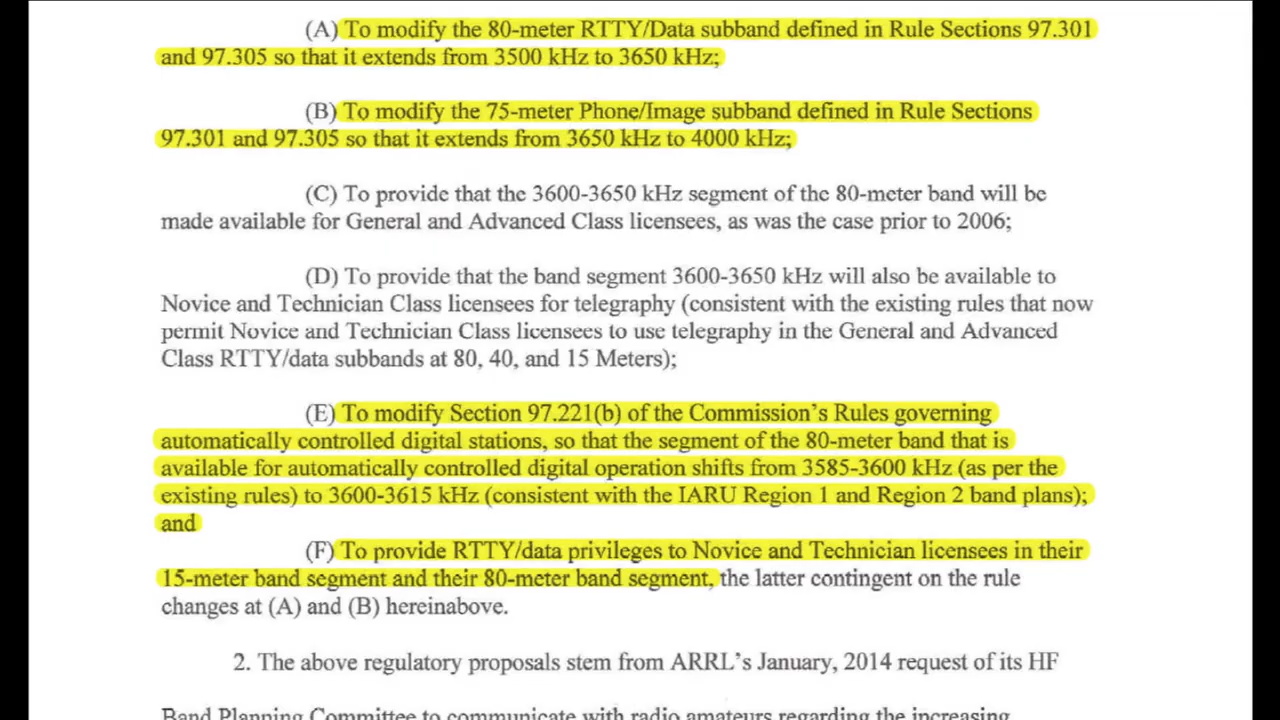 (A) To modify the 80-meter RTTY/Data subband defined in Rule Sections 97.301
and 97.305 so that it extends from 3500 kHz to 3650 kHz;
(B) To modify the 75-meter Phone/Image subband defined in Rule Sections
97.301 and 97.305 so that it extends from 3650 kHz to 4000 kHz;
(C) To provide that the 3600-3650 kHz segment of the 80-meter band will be
made available for General and Advanced Class licensees, as was the case prior to 2006;
(D) To provide that the band segment 3600-3650 kHz will also be available to
Novice and Technician Class licensees for telegraphy (consistent with the existing rules that now
permit Novice and Technician Class licensees to use telegraphy in the General and Advanced
Class RTTY/data subbands at 80, 40, and 15 Meters);
(E) To modify Section 97.221(b) of the Commission's Rules governing
automatically controlled digital stations, so that the segment of the 80-meter band that is
available for automatically controlled digital operation shifts from 3585-3600 kHz (as per the
existing rules) to 3600-3615 kHz (consistent with the IARU Region 1 and Region 2 band plans);
and
(F) To provide RTTY/data privileges to Novice and Technician licensees in their
15-meter band segment and their 80-meter band segment, the latter contingent on the rule
changes at (A) and (B) hereinabove.
2. The above regulatory proposals stem from ARRL's January, 2014 request of its HF
Band Planning Committee to communicate with radio amateurs regarding the increasing